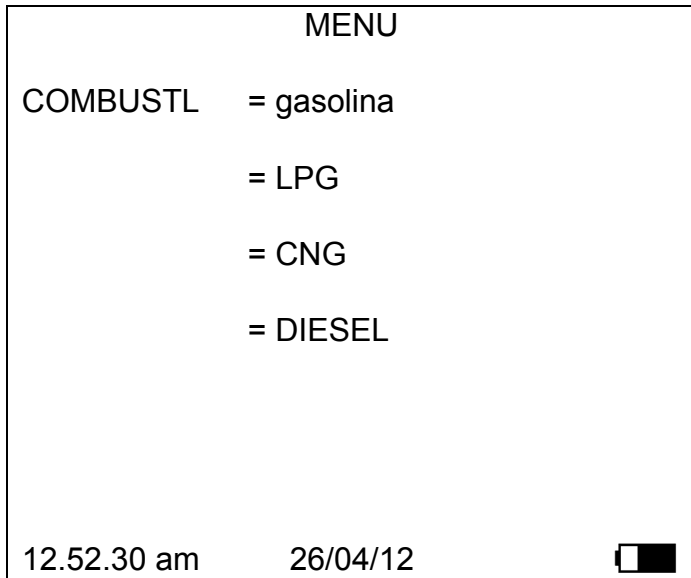 MENU
COMBUSTL = gasolina
= LPG
= CNG
= DIESEL
12.52.30 am 26/04/12